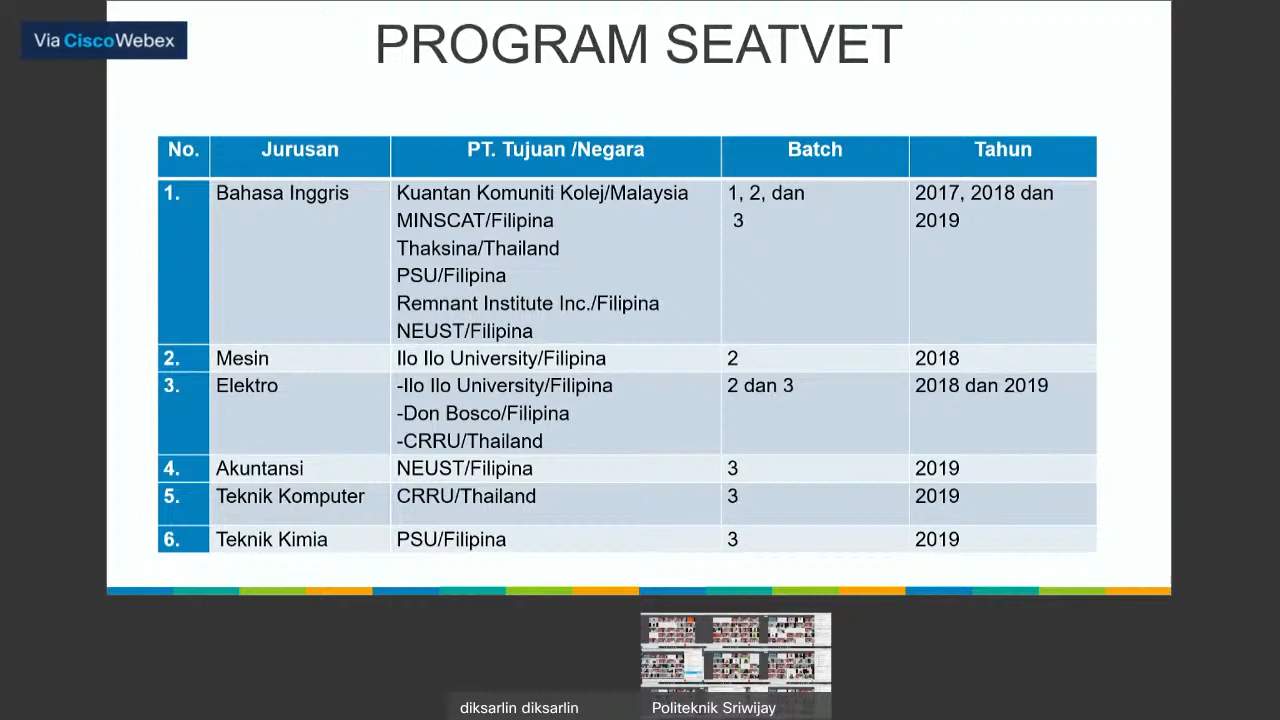 Via CiscoWebex
PROGRAM SEATVET
No. Jurusan PT. Tujuan /Negara Batch Tahun
1. Bahasa Inggris Kuantan Komuniti Kolej/Malaysia 1, 2, dan 2017, 2018 dan
MINSCAT/Filipina 3 2019
Thaksina/Thailand
PSU/Filipina
Remnant Institute Inc./Filipina
NEUST/Filipina
2. Mesin Ilo Ilo University/Filipina 2 2018
3. Elektro -Ilo Ilo University/Filipina 2 dan 3 2018 dan 2019
-Don Bosco/Filipina
-CRRU/Thailand
4. Akuntansi NEUST/Filipina 3 2019
5. Teknik Komputer CRRU/Thailand 3 2019
6. Teknik Kimia PSU/Filipina 3 2019
diksarlin diksarlin Politeknik Sriwijay